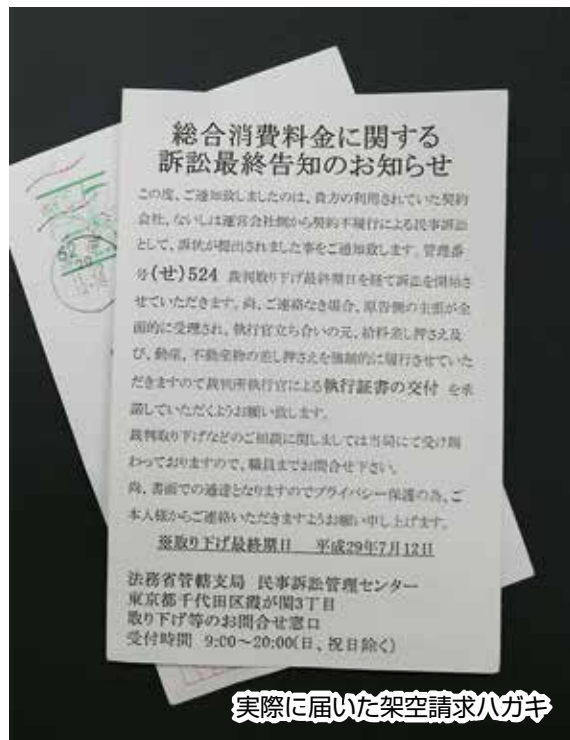 総合消費料金に関する
訴訟最終告知のお知らせ
この度、ご通知致しましたのは、貴方の利用されていた契約
会社、ないしは運営会社側から契約不履行による民事訴訟
として、訴状が提出されました事をご通知致します。管理番
号(せ)524 裁判取り下げ最終期日を経て訴訟を開始さ
せていただきます。尚、ご連絡なき場合、原告側の主張が全
面的に受理され、執行官立ち合いの元、給料差し押さえ及
び、動産、不動産物の差し押さえを強制的に履行させていた
だきますので裁判所執行官による執行証書の交付 を承
諾していただくようお願い致します。
裁判取り下げなどのご相談に関しましては当局にて受け賜
わっておりますので、職員までお問合せ下さい。
尚、書面での通達となりますのでプライバシー保護の為、ご
本人様からご連絡いただきますようお願い申し上げます。
※取り下げ最終期日 平成29年7月12日
法務省管轄支局 民事訴訟管理センター
東京都千代田区霞が関3丁目
取り下げ等のお問合せ窓口
受付時間 9:00～20:00(日、祝日除く)
実際に届いた架空請求ハガキ